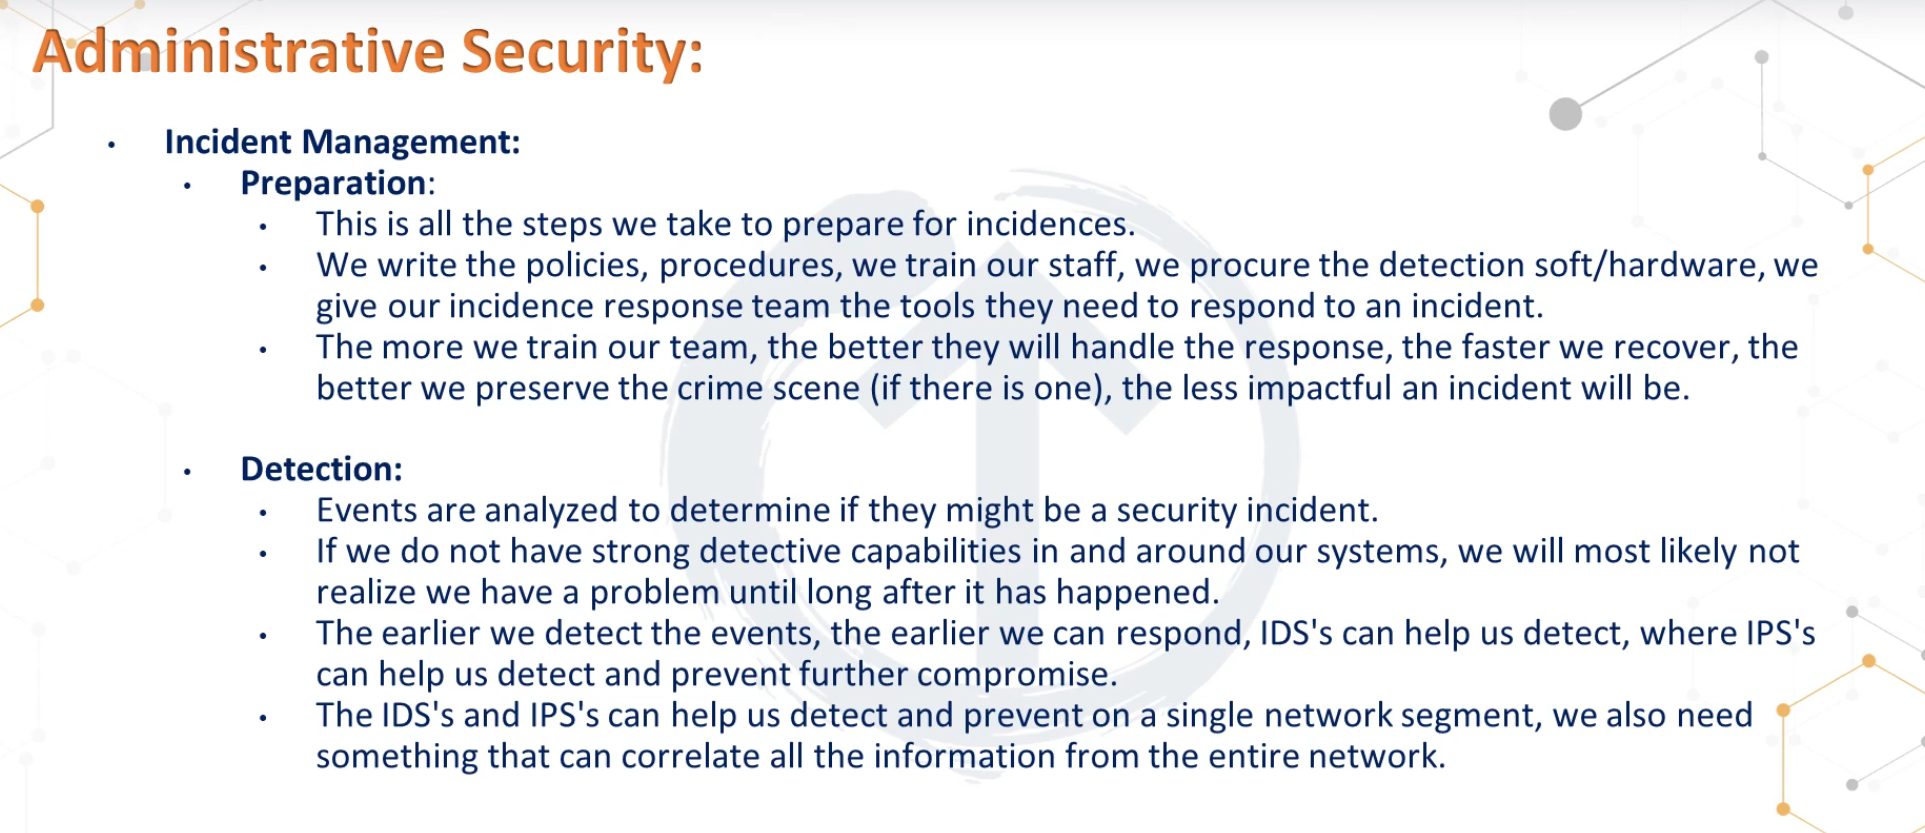 Administrative Security:
• Incident Management:
• Preparation:
• This is all the steps we take to prepare for incidences.
• We write the policies, procedures, we train our staff, we procure the detection soft/hardware, we
give our incidence response team the tools they need to respond to an incident.
• The more we train our team, the better they will handle the response, the faster we recover, the
better we preserve the crime scene (if there is one), the less impactful an incident will be.
• Detection:
• Events are analyzed to determine if they might be a security incident.
• If we do not have strong detective capabilities in and around our systems, we will most likely not
realize we have a problem until long after it has happened.
• The earlier we detect the events, the earlier we can respond, IDS's can help us detect, where IPS's
can help us detect and prevent further compromise.
• The IDS's and IPS's can help us detect and prevent on a single network segment, we also need
something that can correlate all the information from the entire network.